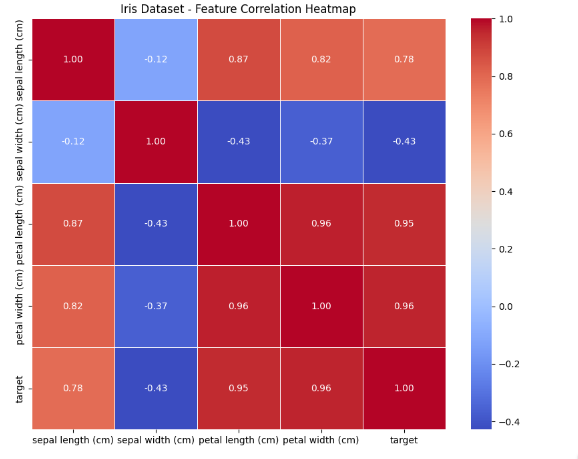 Iris Dataset - Feature Correlation Heatmap
sepal length (cm)
1.00 -0.12 0.87 0.82 0.78
sepal width (cm)
-0.12 1.00 -0.43 -0.37 -0.43
petal length (cm)
0.87 -0.43 1.00 0.96 0.95
petal width (cm)
0.82 -0.37 0.96 1.00 0.96
target
0.78 -0.43 0.95 0.96 1.00
sepal length (cm) sepal width (cm) petal length (cm) petal width (cm) target
1.0
0.8
0.6
0.4
0.2
0.0
−0.2
−0.4